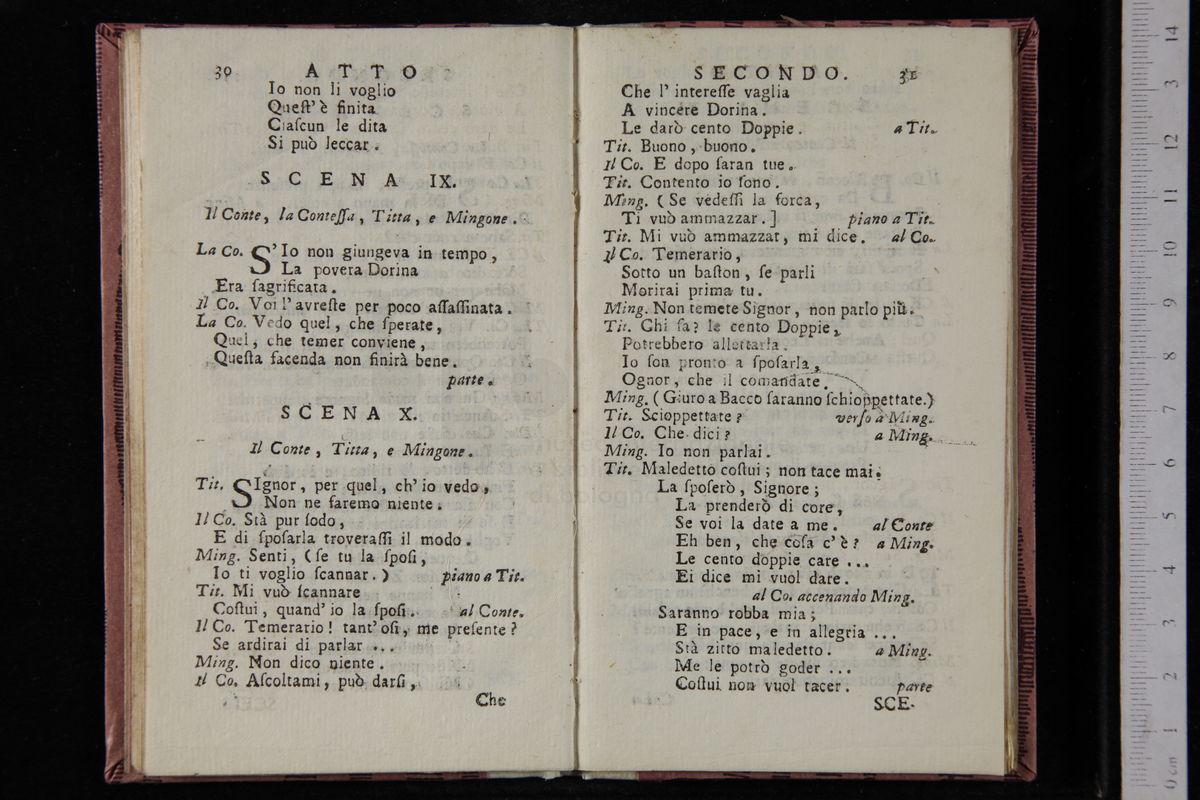 30 ATTO
Io non li voglio
Queſt' è finita
Ciaſcun le dita
Si può leccar.
SCENA IX.
Il Conte, la Conteſſa, Titta, e Mingone.
La Co. S'Io non giungeva in tempo,
La povera Dorina
Era ſagrificata.
Il Co. Voi l'avreſte per poco aſſaſſinata.
La Co. Vedo quel, che ſperate,
Quel, che temer conviene,
Queſta facenda non finirà bene.
parte.
SCENA X.
Il Conte, Titta, e Mingone.
Tit. SIgnor, per quel, ch'io vedo,
Non ne faremo niente.
Il Co. Stà pur ſodo,
E di ſpoſarla troveraſſi il modo.
Ming. Senti, (ſe tu la ſpoſi,
Io ti voglio ſcannar.) piano a Tit.
Tit. Mi vuò ſcannare
Coſtui, quand' io la ſpoſi. al Conte.
Il Co. Temerario! tant'oſi, me preſente?
Se ardirai di parlar ...
Ming. Non dico niente.
Il Co. Aſcoltami, può darſi,
Che
SECONDO. 31
Che l' intereſſe vaglia
A vincere Dorina.
Le darò cento Doppie. a Tit.
Tit. Buono, buono.
Il Co. E dopo ſaran tue.
Tit. Contento io ſono.
Ming. (Se vedeſſi la forca,
Ti vuò ammazzar.] piano a Tit.
Tit. Mi vuò ammazzar, mi dice. al Co.
Il Co. Temerario,
Sotto un baſton, ſe parli
Morirai prima tu.
Ming. Non temete Signor, non parlo più.
Tit. Chi ſa? le cento Doppie,
Potrebbero allettarla.
Io ſon pronto a ſpoſarla,
Ognor, che il comandate.
Ming. (Giuro a Bacco ſaranno ſchioppettate.)
Tit. Scioppettate? verſo a Ming.
Il Co. Che dici? a Ming.
Ming. Io non parlai.
Tit. Maledetto coſtui; non tace mai.
La ſpoſerò, Signore;
La prenderò di core,
Se voi la date a me. al Conte
Eh ben, che coſa c'è? a Ming.
Le cento doppie care ...
Ei dice mi vuol dare.
al Co. accenando Ming.
Saranno robba mia;
E in pace, e in allegria ...
Stà zitto maledetto. a Ming.
Me le potrò goder ...
Coſtui non vuol tacer. parte
SCE-